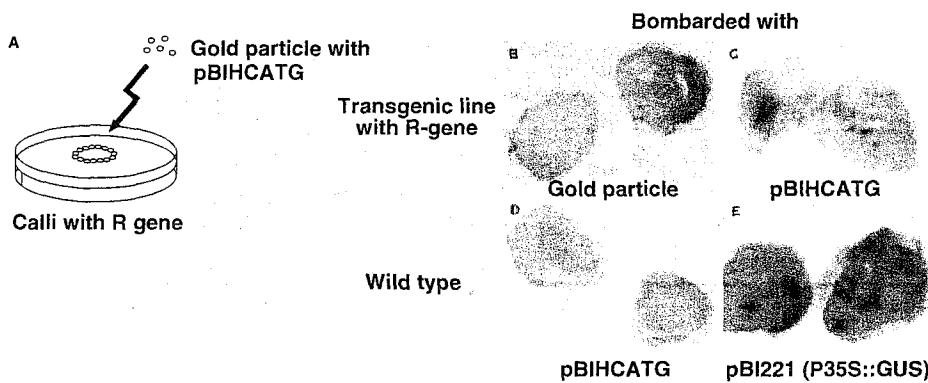 A
Gold particle with
pBIHCATG
Calli with R gene
Bombarded with
B
C
Transgenic line
with R-gene
Gold particle
pBIHCATG
D
E
Wild type
pBIHCATG
pBI221 (P35S::GUS)